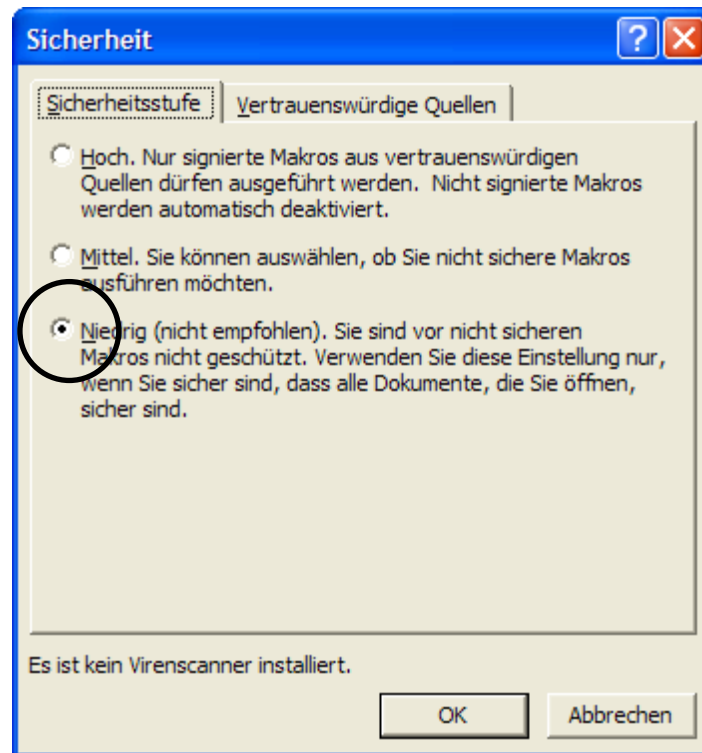 Sicherheit
Sicherheitsstufe
Vertrauenswürdige Quellen
Hoch. Nur signierte Makros aus vertrauenswürdigen
Quellen dürfen ausgeführt werden.  Nicht signierte Makros
werden automatisch deaktiviert.
Mittel. Sie können auswählen, ob Sie nicht sichere Makros
ausführen möchten.
Niedrig (nicht empfohlen). Sie sind vor nicht sicheren
Makros nicht geschützt. Verwenden Sie diese Einstellung nur,
wenn Sie sicher sind, dass alle Dokumente, die Sie öffnen,
sicher sind.
Es ist kein Virenscanner installiert.
OK
Abbrechen